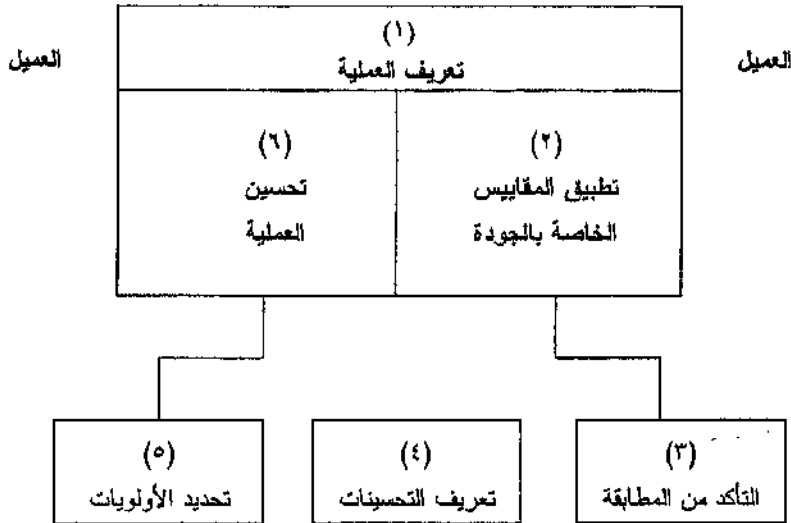 (١)
العميل
تعريف العملية
العميل
(٢)
تطبيق المقاييس
الخاصة بالجودة
(٦)
تحسين
العملية
(٣)
التأكد من المطابقة
(٤)
تعريف التحسينات
(٥)
تحديد الأولويات